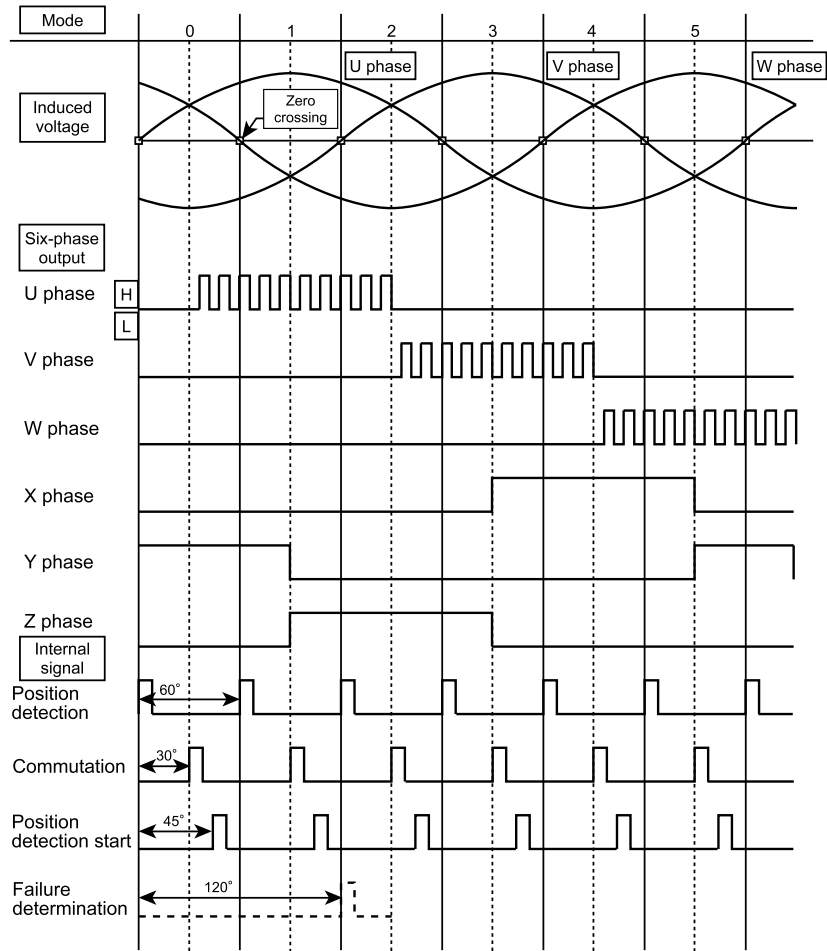 Mode
0 1 2 3 4 5
U phase
V phase
W phase
Induced
voltage
Zero
crossing
Six-phase
output
U phase
H
L
V phase
W phase
X phase
Y phase
Z phase
Internal
signal
Position
detection
60°
Commutation
30°
Position
detection start
45°
Failure
determination
120°